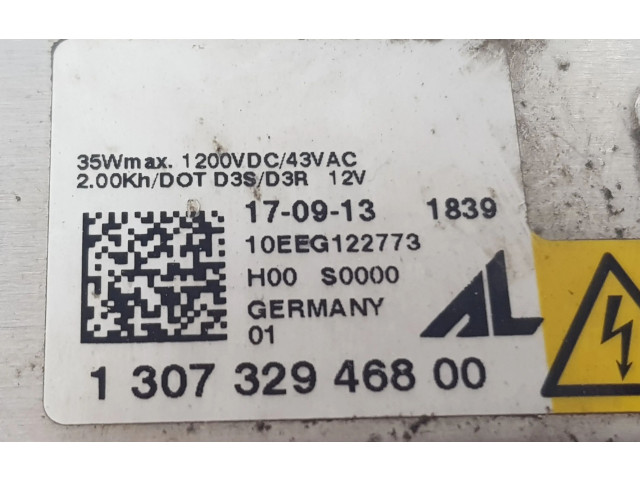 35Wmax. 1200VDC/43VAC
2.00Kh/DOT D3S/D3R 12V
17-09-13 1839
10EEG122773
H00 S0000
GERMANY
01
AL
1 307 329 468 00